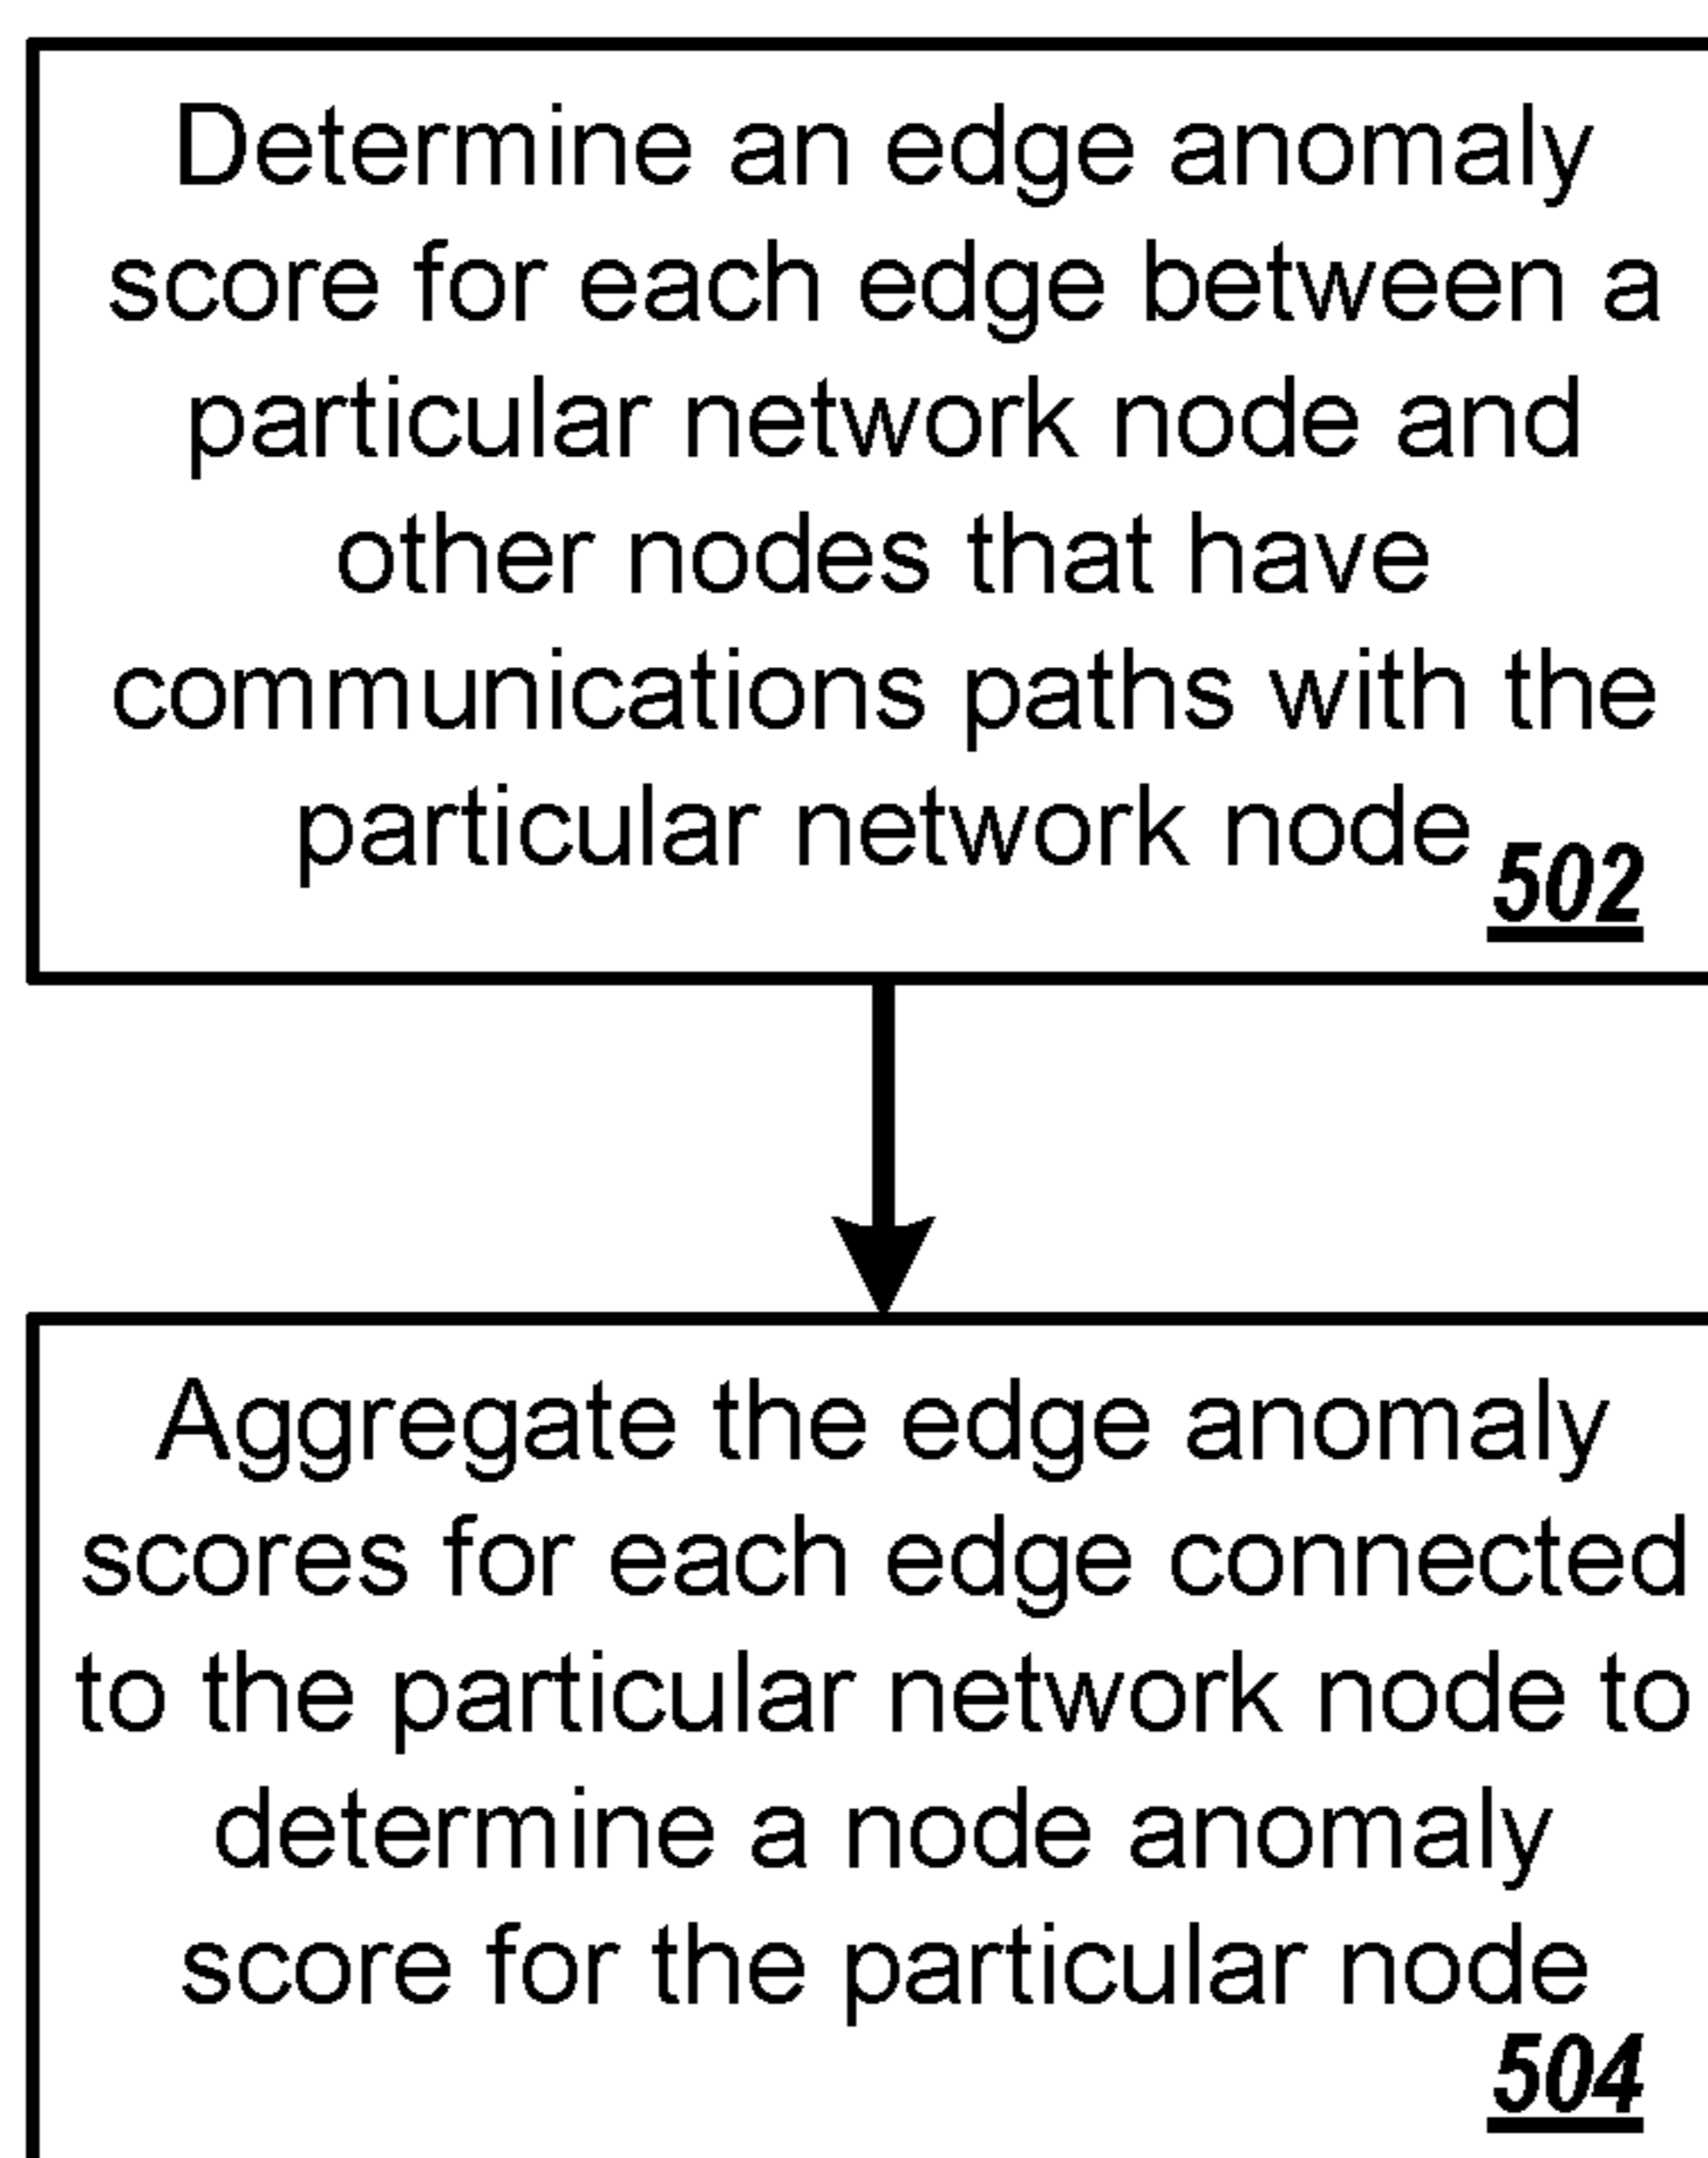 Determine an edge anomaly
score for each edge between a
particular network node and
other nodes that have
communications paths with the
particular network node
502
Aggregate the edge anomaly
scores for each edge connected
to the particular network node to
determine a node anomaly
score for the particular node
504